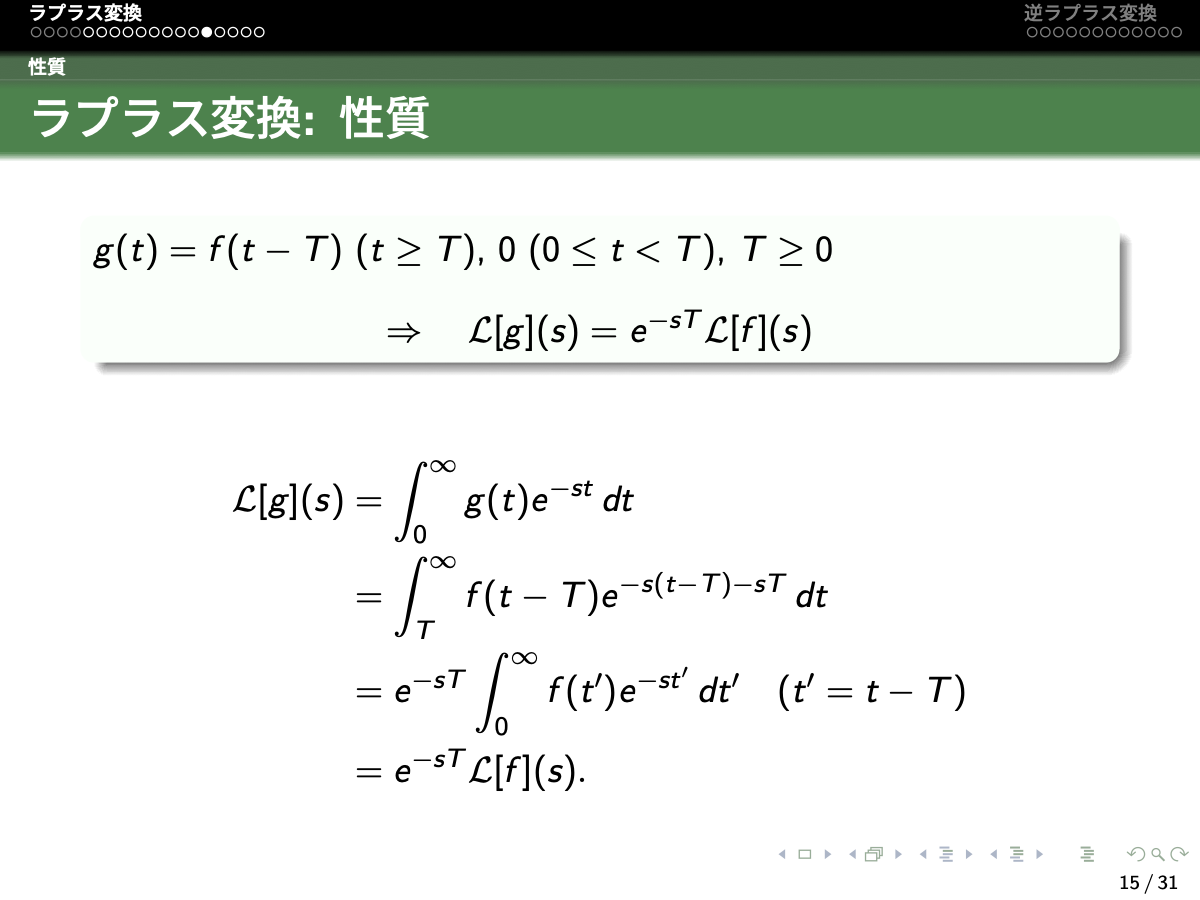 ラプラス変換 逆ラプラス変換
性質
ラプラス変換: 性質
g(t) = f(t − T) (t ≥ T), 0 (0 ≤ t < T), T ≥ 0
⇒ ℒ[g](s) = e^{−sT}ℒ[f](s)
ℒ[g](s) = ∫_0^∞ g(t)e^{−st} dt
= ∫_T^∞ f(t − T)e^{−s(t−T)−sT} dt
= e^{−sT} ∫_0^∞ f(t′)e^{−st′} dt′ (t′ = t − T)
= e^{−sT}ℒ[f](s).
15 / 31